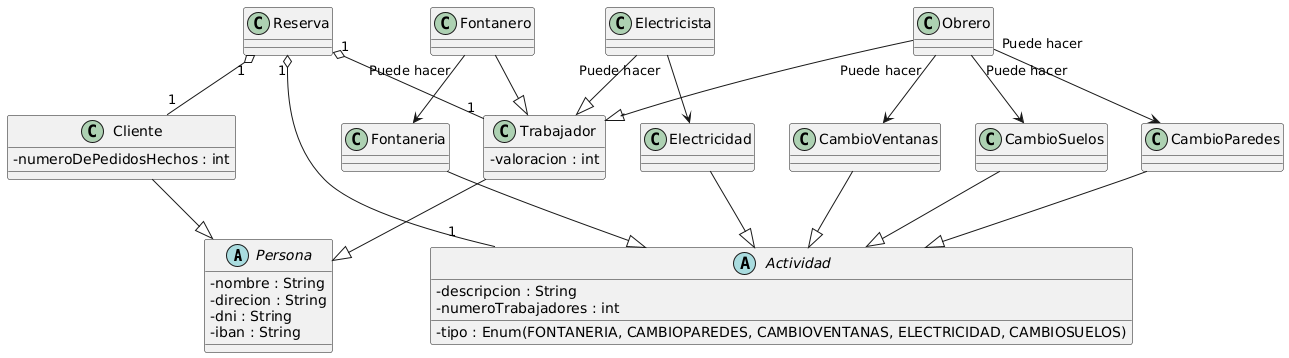 C Reserva
C Fontanero
C Electricista
C Obrero
1
1
1
Puede hacer
Puede hacer
Puede hacer
Puede hacer
Puede hacer
1
1
C Cliente
-numeroDePedidosHechos : int
C Fontaneria
C Trabajador
-valoracion : int
C Electricidad
C CambioVentanas
C CambioSuelos
C CambioParedes
1
A Persona
-nombre : String
-direcion : String
-dni : String
-iban : String
A Actividad
-descripcion : String
-numeroTrabajadores : int
-tipo : Enum(FONTANERIA, CAMBIOPAREDES, CAMBIOVENTANAS, ELECTRICIDAD, CAMBIOSUELOS)